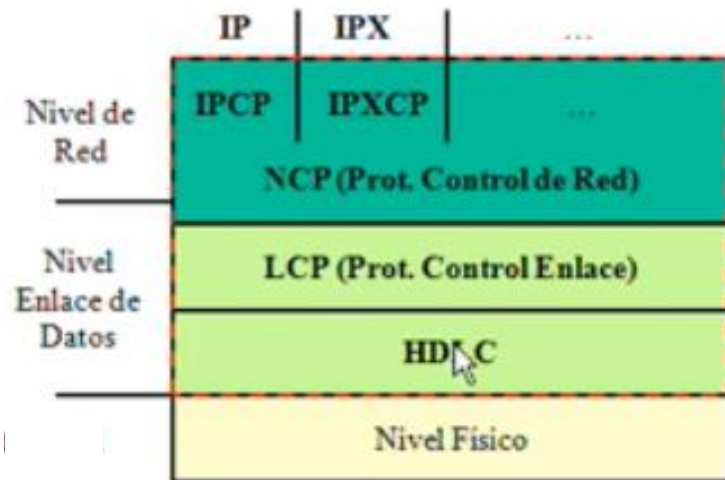 IP IPX ...
Nivel de
Red
IPCP IPXCP ...
NCP (Prot. Control de Red)
Nivel
Enlace de
Datos
LCP (Prot. Control Enlace)
HDLC
Nivel Físico